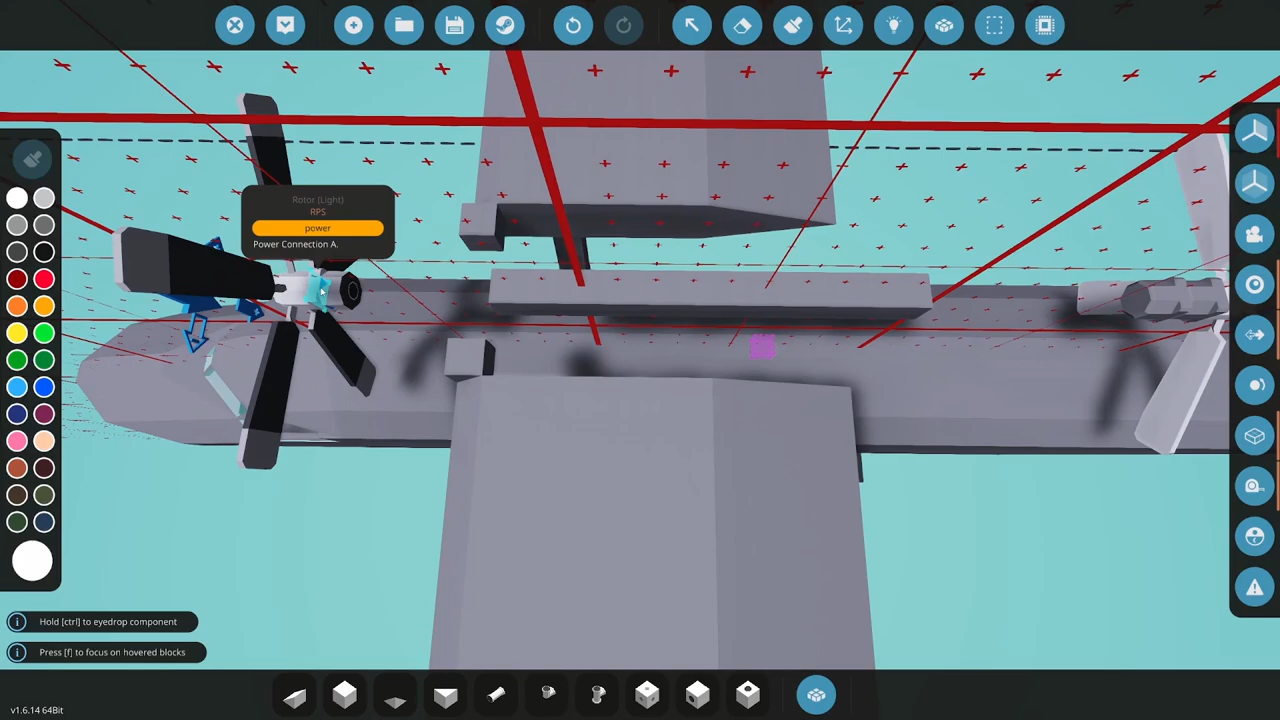 Rotor (Light)
RPS
power
Power Connection A.
Hold [ctrl] to eyedrop component
Press [f] to focus on hovered blocks
v1.6.14 64Bit